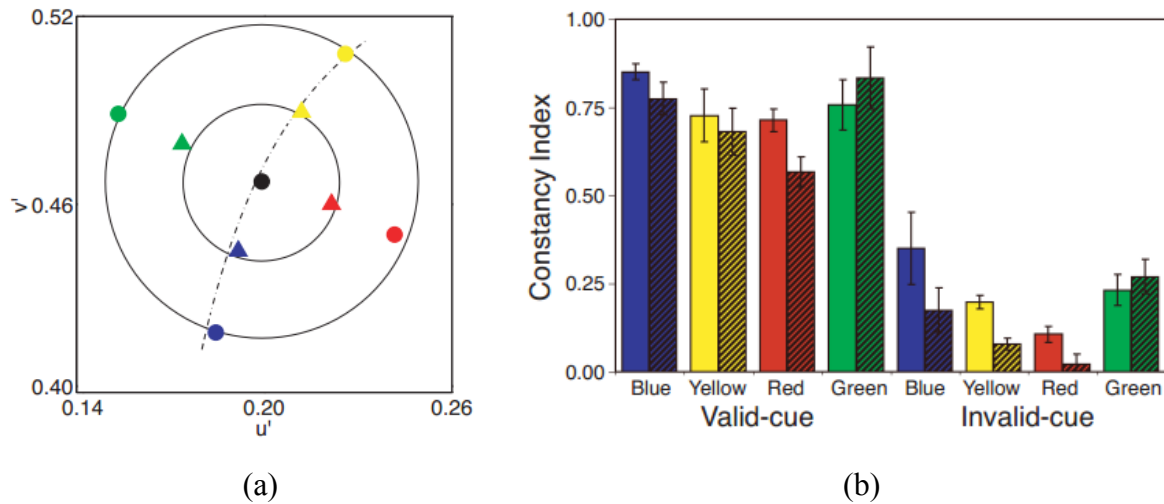 0.52
v'
0.46
0.40
0.14
0.20
0.26
u'
(a)
1.00
Constancy Index
0.75
0.50
0.25
0.00
Blue Yellow Red Green Blue Yellow Red Green
Valid-cue Invalid-cue
(b)